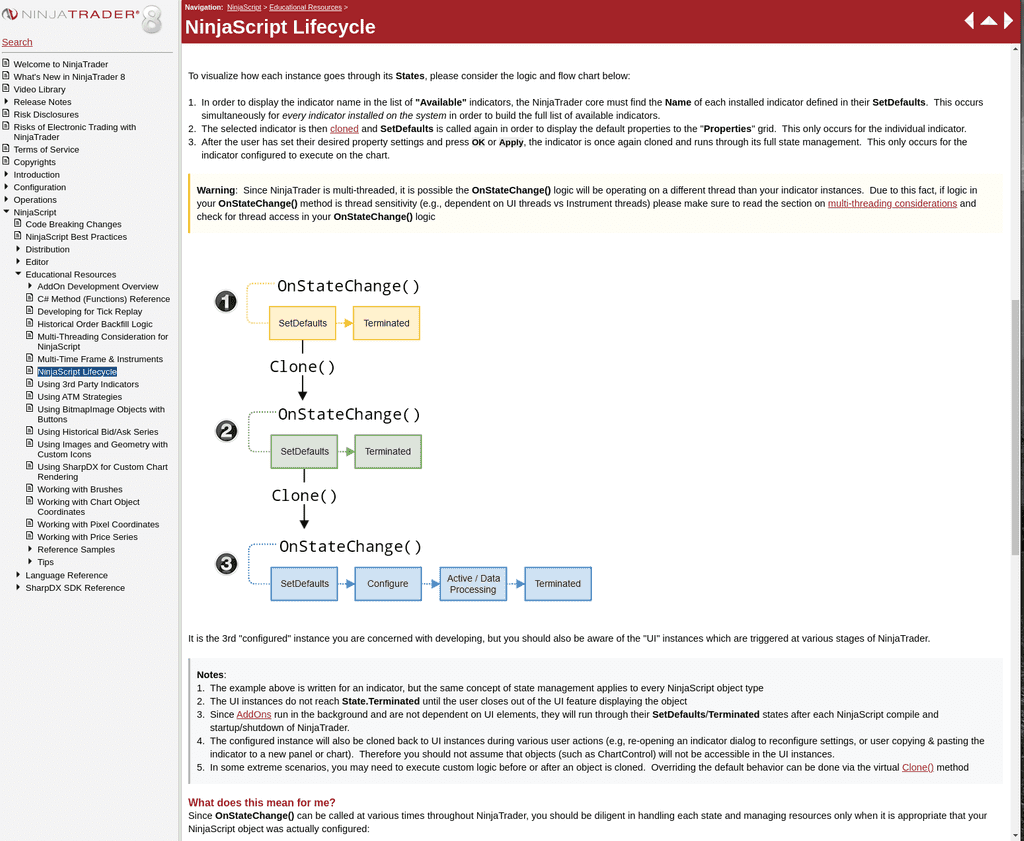 NINJATRADER® 8
Search
Welcome to NinjaTrader
What's New in NinjaTrader 8
Video Library
Release Notes
Risk Disclosures
Risks of Electronic Trading with
NinjaTrader
Terms of Service
Copyrights
Introduction
Configuration
Operations
NinjaScript
Code Breaking Changes
NinjaScript Best Practices
Distribution
Editor
Educational Resources
AddOn Development Overview
C# Method (Functions) Reference
Developing for Tick Replay
Historical Order Backfill Logic
Multi-Threading Consideration for
NinjaScript
Multi-Time Frame & Instruments
NinjaScript Lifecycle
Using 3rd Party Indicators
Using ATM Strategies
Using BitmapImage Objects with
Buttons
Using Historical Bid/Ask Series
Using Images and Geometry with
Custom Icons
Using SharpDX for Custom Chart
Rendering
Working with Brushes
Working with Chart Object
Coordinates
Working with Pixel Coordinates
Working with Price Series
Reference Samples
Tips
Language Reference
SharpDX SDK Reference
Navigation: NinjaScript > Educational Resources >
NinjaScript Lifecycle
To visualize how each instance goes through its States, please consider the logic and flow chart below:
1. In order to display the indicator name in the list of "Available" indicators, the NinjaTrader core must find the Name of each installed indicator defined in their SetDefaults. This occurs
simultaneously for every indicator installed on the system in order to build the full list of available indicators.
2. The selected indicator is then cloned and SetDefaults is called again in order to display the default properties to the "Properties" grid. This only occurs for the individual indicator.
3. After the user has set their desired property settings and press OK or Apply, the indicator is once again cloned and runs through its full state management. This only occurs for the
indicator configured to execute on the chart.
Warning: Since NinjaTrader is multi-threaded, it is possible the OnStateChange() logic will be operating on a different thread than your indicator instances. Due to this fact, if logic in
your OnStateChange() method is thread sensitivity (e.g., dependent on UI threads vs Instrument threads) please make sure to read the section on multi-threading considerations and
check for thread access in your OnStateChange() logic
OnStateChange()
1
SetDefaults Terminated
Clone()
OnStateChange()
2
SetDefaults Terminated
Clone()
OnStateChange()
3
SetDefaults Configure Active / Data Processing Terminated
It is the 3rd "configured" instance you are concerned with developing, but you should also be aware of the "UI" instances which are triggered at various stages of NinjaTrader.
Notes:
1. The example above is written for an indicator, but the same concept of state management applies to every NinjaScript object type
2. The UI instances do not reach State.Terminated until the user closes out of the UI feature displaying the object
3. Since AddOns run in the background and are not dependent on UI elements, they will run through their SetDefaults/Terminated states after each NinjaScript compile and
startup/shutdown of NinjaTrader.
4. The configured instance will also be cloned back to UI instances during various user actions (e.g, re-opening an indicator dialog to reconfigure settings, or user copying & pasting the
indicator to a new panel or chart). Therefore you should not assume that objects (such as ChartControl) will not be accessible in the UI instances.
5. In some extreme scenarios, you may need to execute custom logic before or after an object is cloned. Overriding the default behavior can be done via the virtual Clone() method
What does this mean for me?
Since OnStateChange() can be called at various times throughout NinjaTrader, you should be diligent in handling each state and managing resources only when it is appropriate that your
NinjaScript object was actually configured: